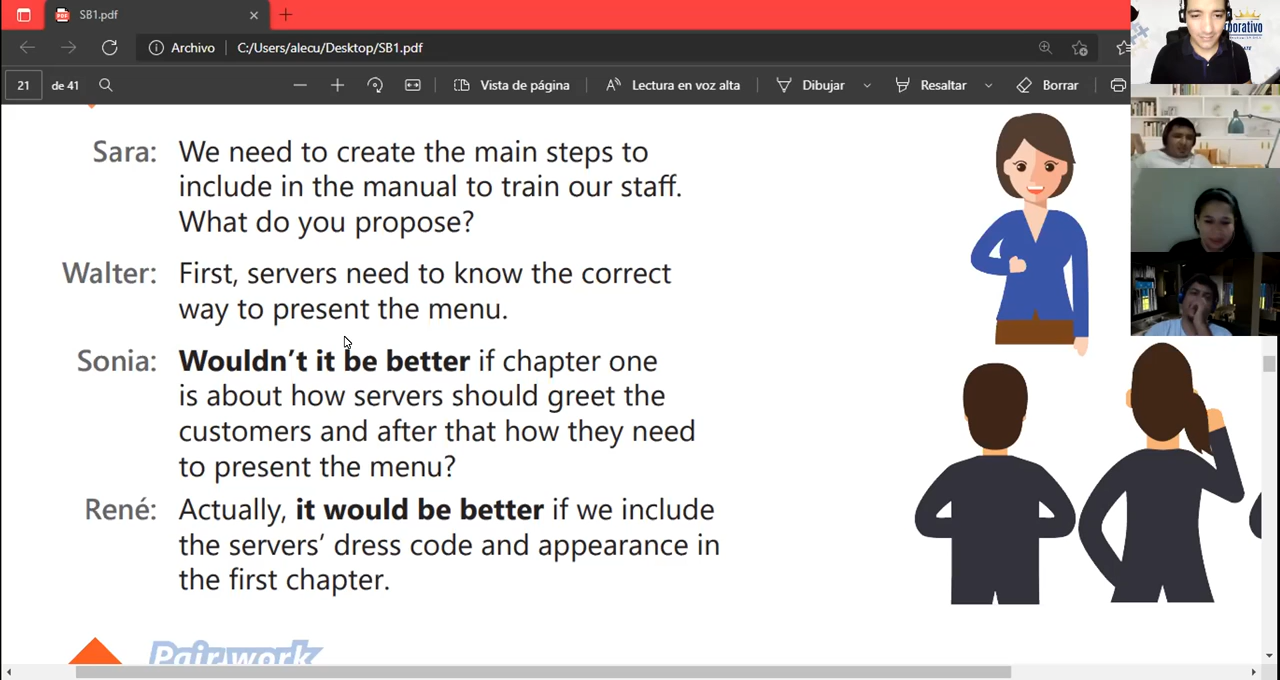 SB1.pdf
Archivo C:/Users/alecu/Desktop/SB1.pdf
21 de 41 Vista de página Lectura en voz alta Dibujar Resaltar Borrar
Sara: We need to create the main steps to
include in the manual to train our staff.
What do you propose?
Walter: First, servers need to know the correct
way to present the menu.
Sonia: Wouldn't it be better if chapter one
is about how servers should greet the
customers and after that how they need
to present the menu?
René: Actually, it would be better if we include
the servers' dress code and appearance in
the first chapter.
Pair work